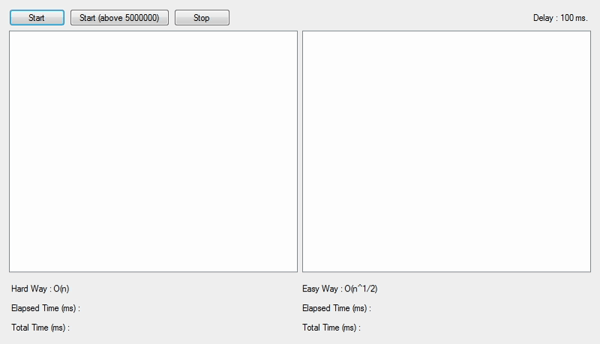 Start Start (above 5000000) Stop Delay : 100 ms.
Hard Way : O(n) Easy Way : O(n^1/2)
Elapsed Time (ms) : Elapsed Time (ms) :
Total Time (ms) : Total Time (ms) :